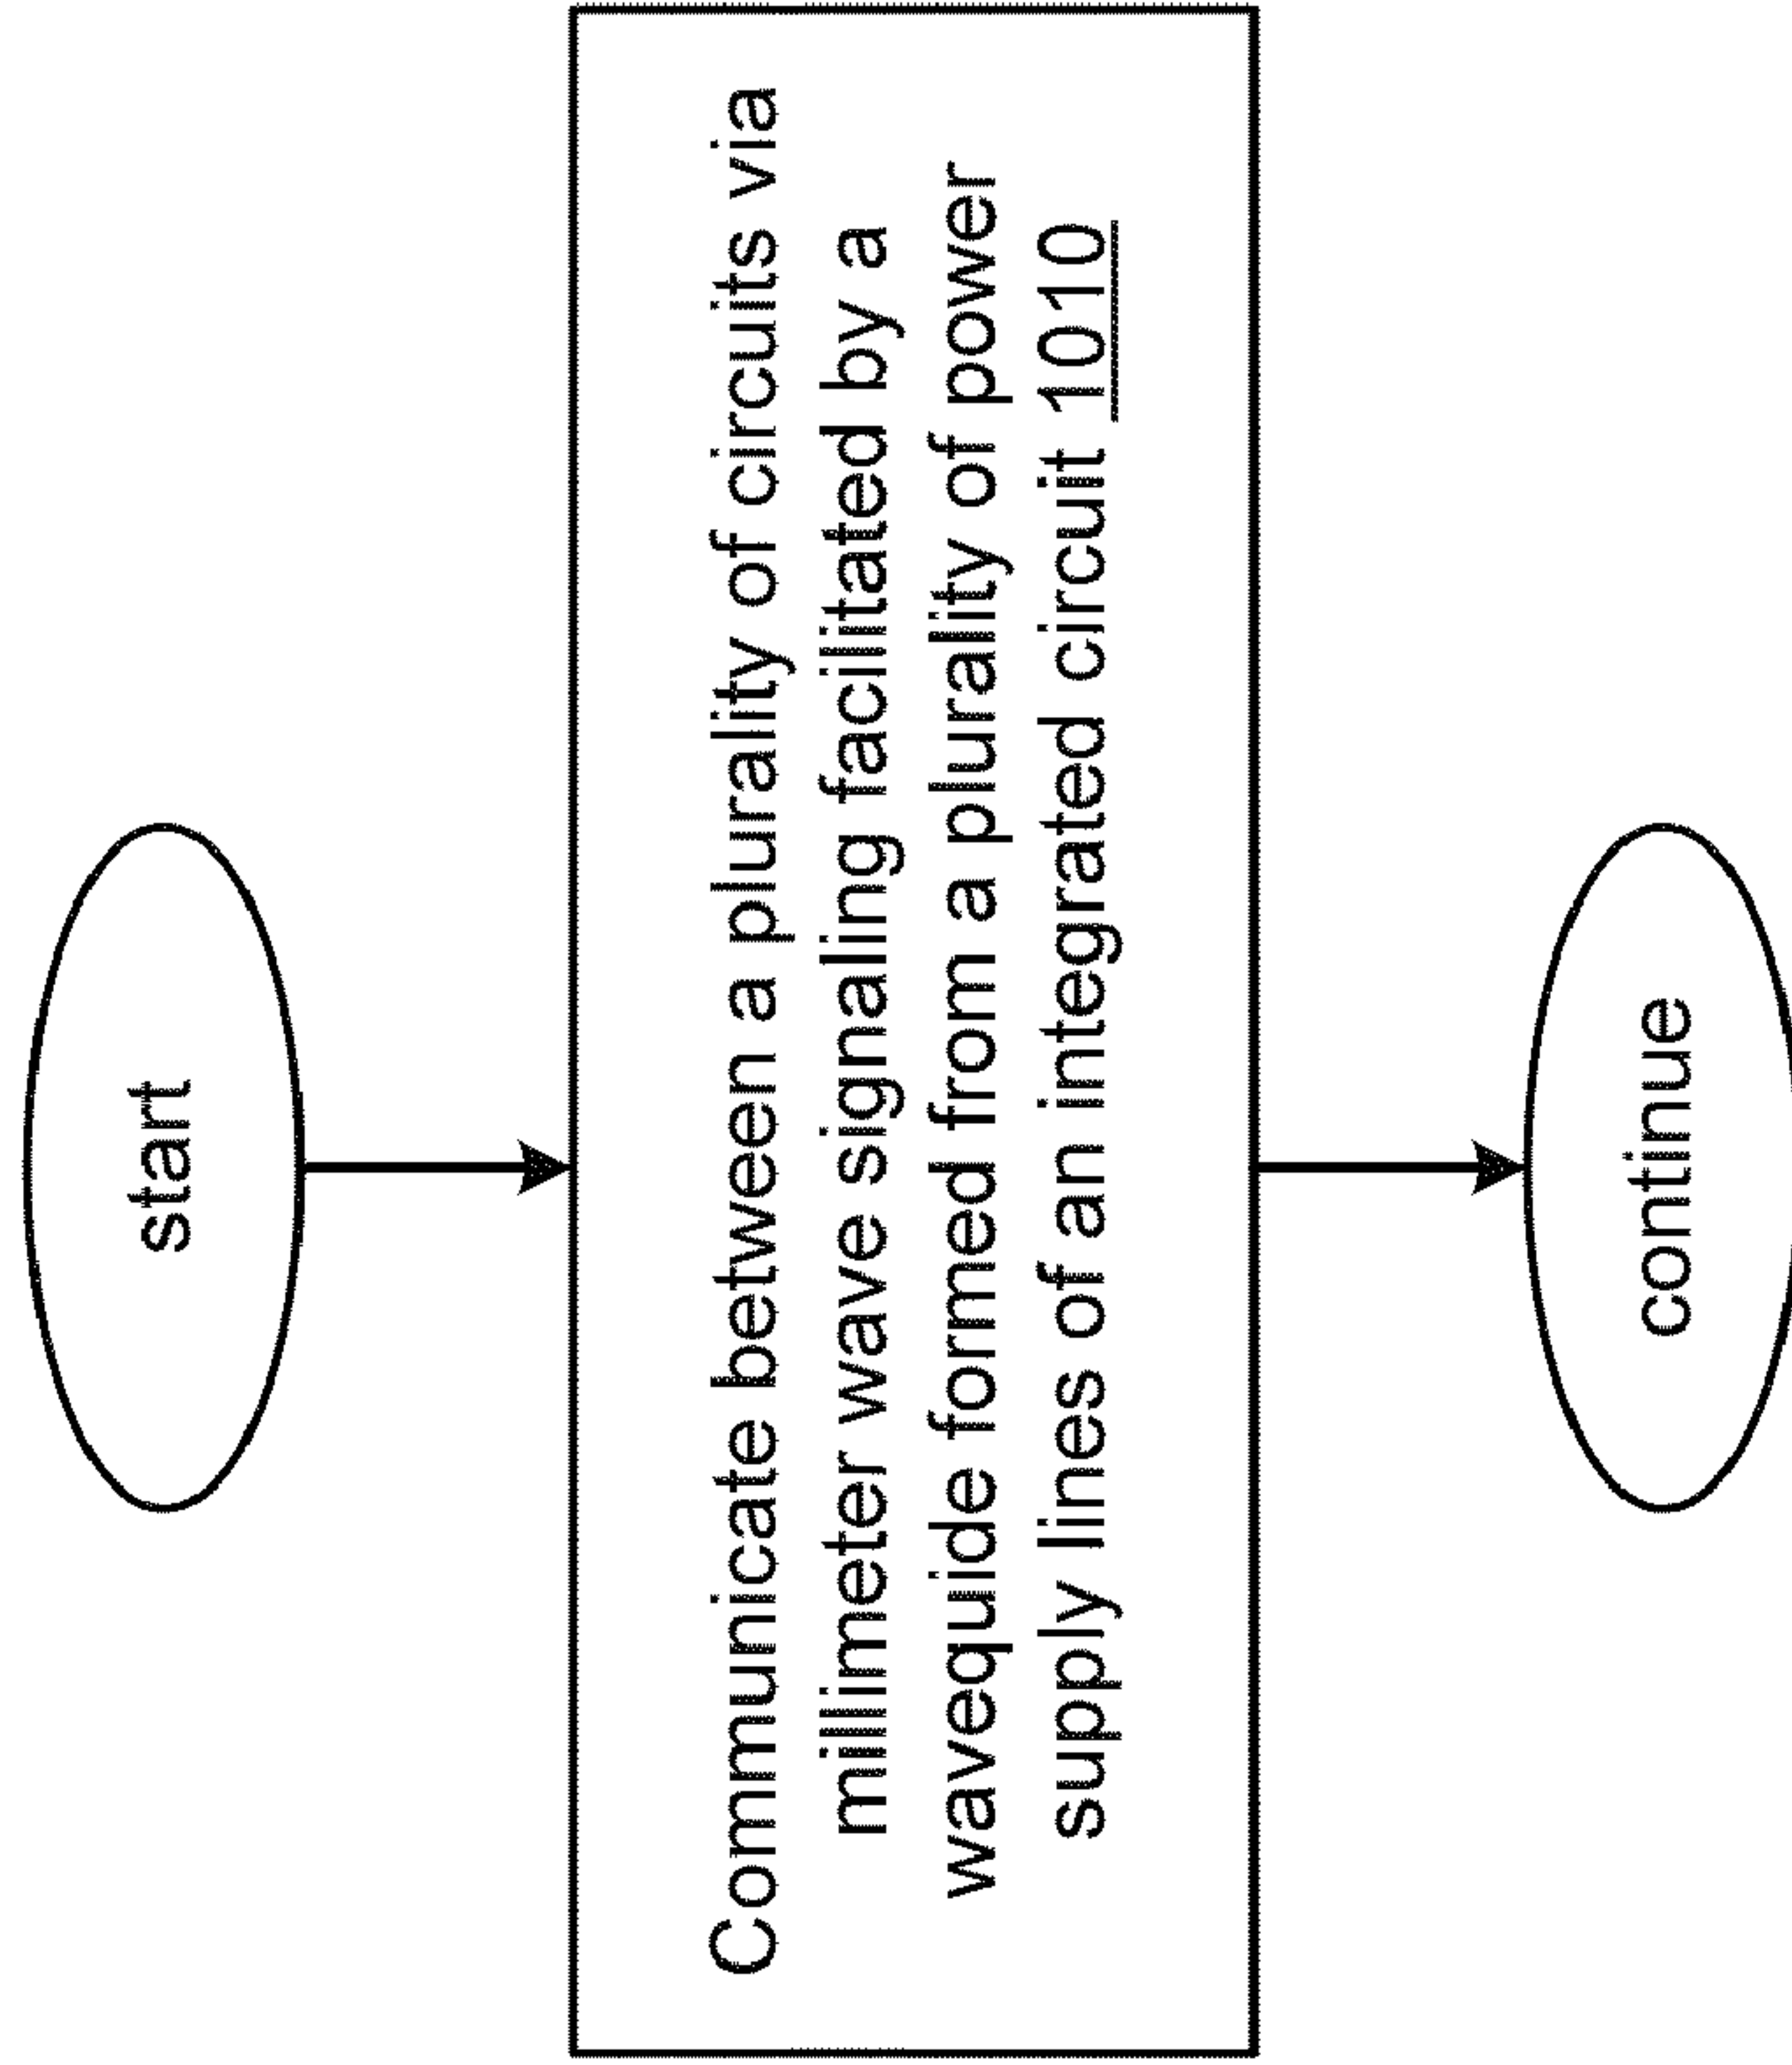 start
Communicate between a plurality of circuits via
millimeter wave signaling facilitated by a
wavequide formed from a plurality of power
supply lines of an integrated circuit 1010
continue